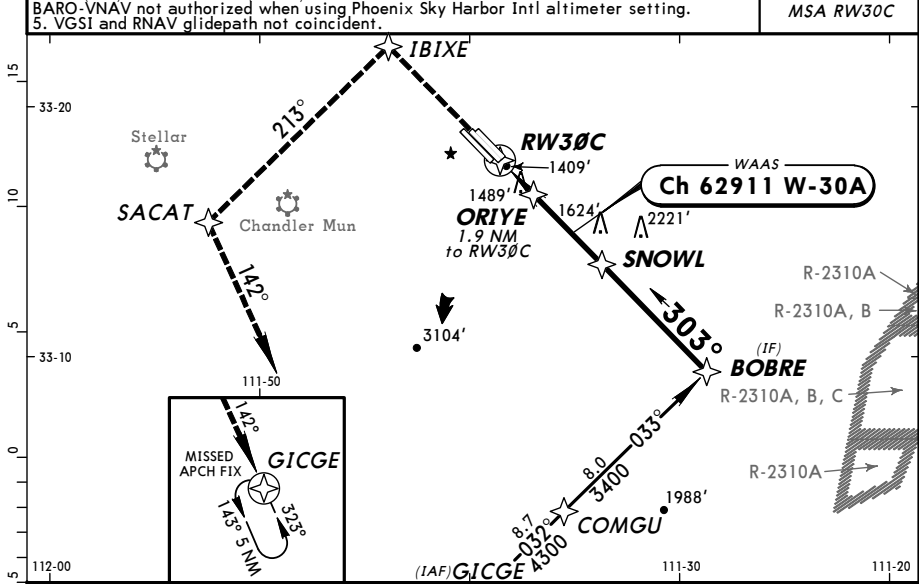 BARO-VNAV not authorized when using Phoenix Sky Harbor Intl altimeter setting.
5. VGSI and RNAV glidepath not coincident.
MSA RW30C
IBIXE
15
33-20
213°
Stellar
RW3ØC
1409'
WAAS
Ch 62911 W-30A
1489'
10
SACAT
Chandler Mun
ORIYE
1.9 NM
to RW3ØC
1624'
2221'
SNOWL
R-2310A
R-2310A, B
142°
303°
5
3104'
33-10
(IF)
BOBRE
111-50
R-2310A, B, C
142°
MISSED
APCH FIX
GICGE
033°
8.0
3400
0
R-2310A
143° 5 NM
323°
1988'
COMGU
8.7
032°
4300
(IAF) GICGE
5
112-00
111-30
111-20